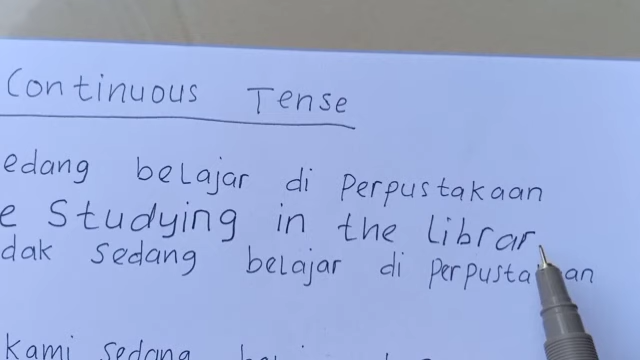 Continuous Tense
edang belajar di perpustakaan
e Studying in the librar
dak sedang belajar di perpusta an
kami sedang